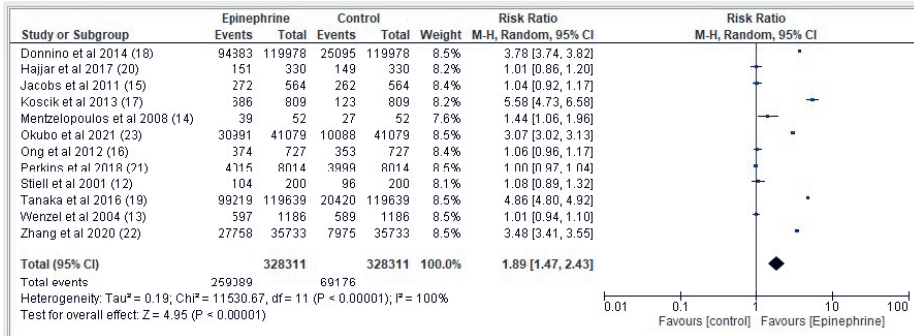 Epinephrine Control Risk Ratio Risk Ratio
Study or Subgroup Events Total Events Total Weight M-H, Random, 95% CI M-H, Random, 95% CI
Donnino et al 2014 (18) 94383 119978 25095 119978 8.5% 3.78 [3.74, 3.82]
Hajjar et al 2017 (20) 151 330 149 330 8.2% 1.01 [0.86, 1.20]
Jacobs et al 2011 (15) 272 564 262 564 8.4% 1.04 [0.92, 1.17]
Koscik et al 2013 (17) 386 809 123 809 8.2% 5.58 [4.73, 6.58]
Mentzelopoulos et al 2008 (14) 39 52 27 52 7.6% 1.44 [1.06, 1.96]
Okubo et al 2021 (23) 30991 41079 10088 41079 8.5% 3.07 [3.02, 3.13]
Ong et al 2012 (16) 374 727 353 727 8.4% 1.06 [0.96, 1.17]
Perkins et al 2018 (21) 4015 8014 3999 8014 8.5% 1.00 [0.97, 1.04]
Stiell et al 2001 (12) 104 200 96 200 8.1% 1.08 [0.89, 1.32]
Tanaka et al 2016 (19) 99219 119639 20420 119639 8.5% 4.86 [4.80, 4.92]
Wenzel et al 2004 (13) 597 1186 589 1186 8.5% 1.01 [0.94, 1.10]
Zhang et al 2020 (22) 27758 35733 7975 35733 8.5% 3.48 [3.41, 3.55]
Total (95% CI) 328311 328311 100.0% 1.89 [1.47, 2.43]
Total events 259389 69176
Heterogeneity: Tau² = 0.19; Chi² = 11530.67, df = 11 (P < 0.00001); I² = 100%
Test for overall effect: Z = 4.95 (P < 0.00001)
0.01 0.1 1 10 100
Favours [control] Favours [Epinephrine]